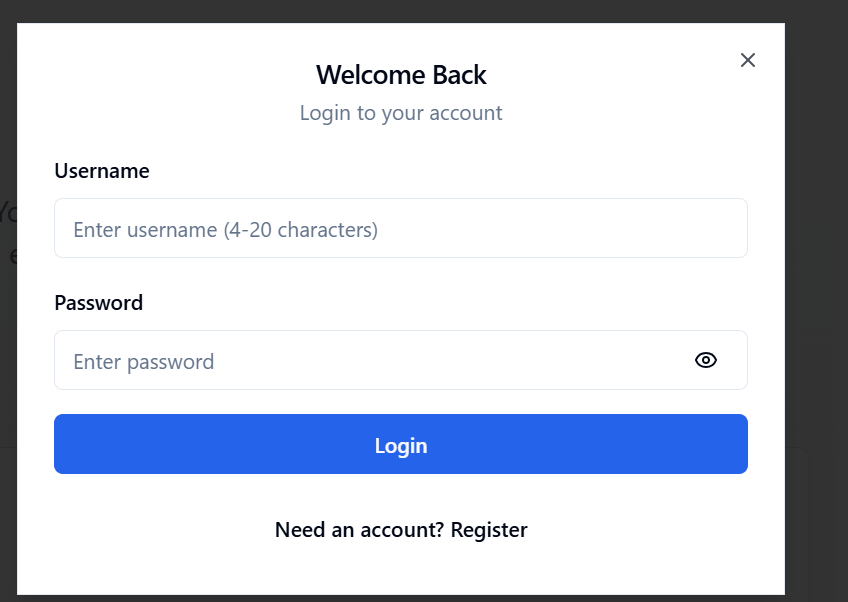 Welcome Back
Login to your account
Username
Enter username (4-20 characters)
Password
Enter password
Login
Need an account? Register